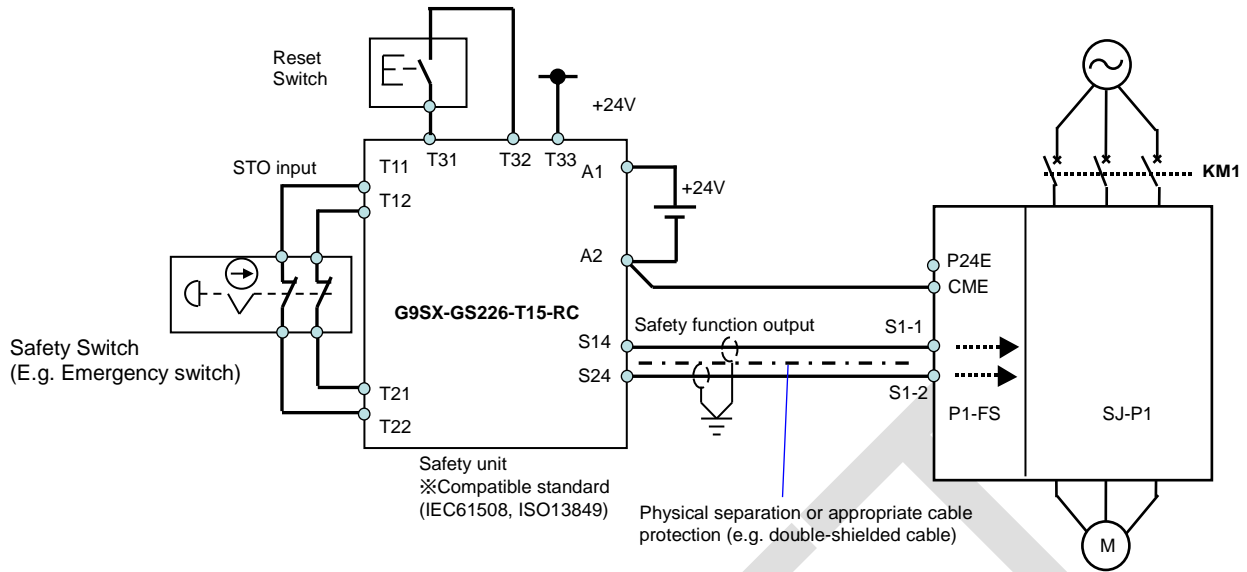 Reset
Switch
+24V
STO input
T11
T31
T32
T33
A1
T12
+24V
KM1
A2
P24E
CME
G9SX-GS226-T15-RC
Safety function output
S14
S1-1
Safety Switch
(E.g. Emergency switch)
S24
T21
S1-2
T22
P1-FS
SJ-P1
Safety unit
※Compatible standard
(IEC61508, ISO13849)
Physical separation or appropriate cable
protection (e.g. double-shielded cable)
M